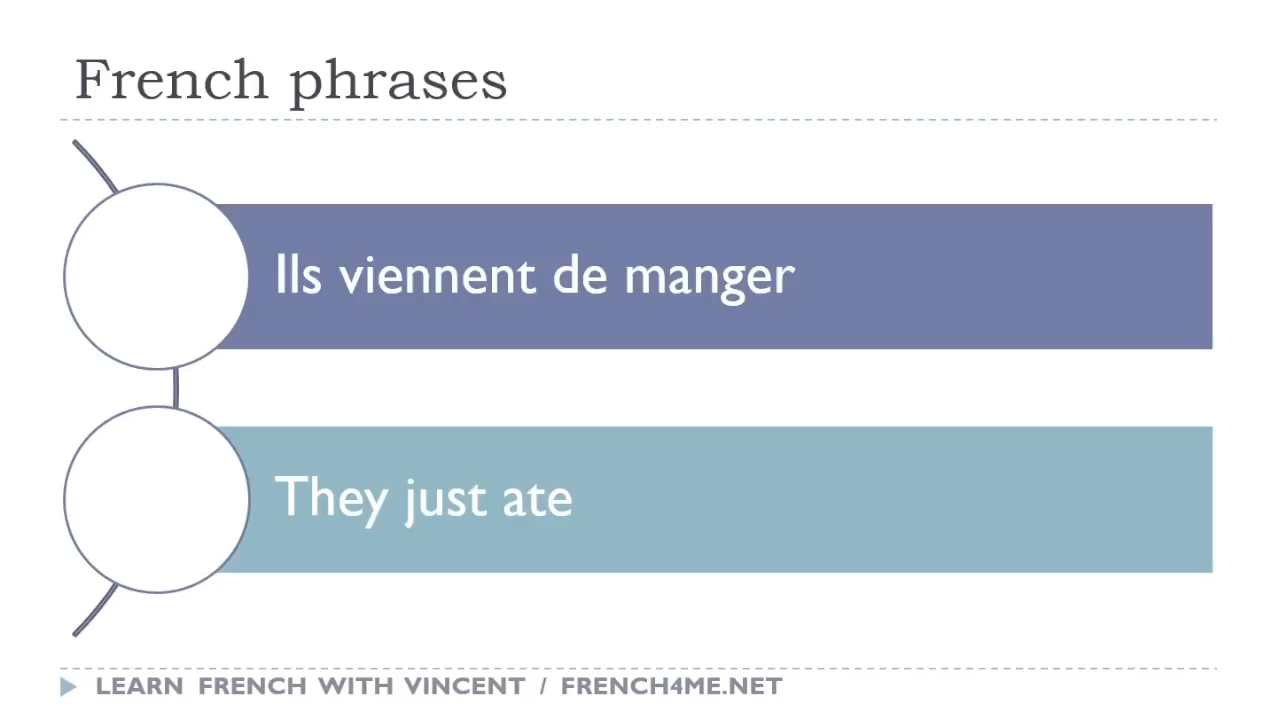 French phrases
Ils viennent de manger
They just ate
LEARN FRENCH WITH VINCENT / FRENCH4ME.NET